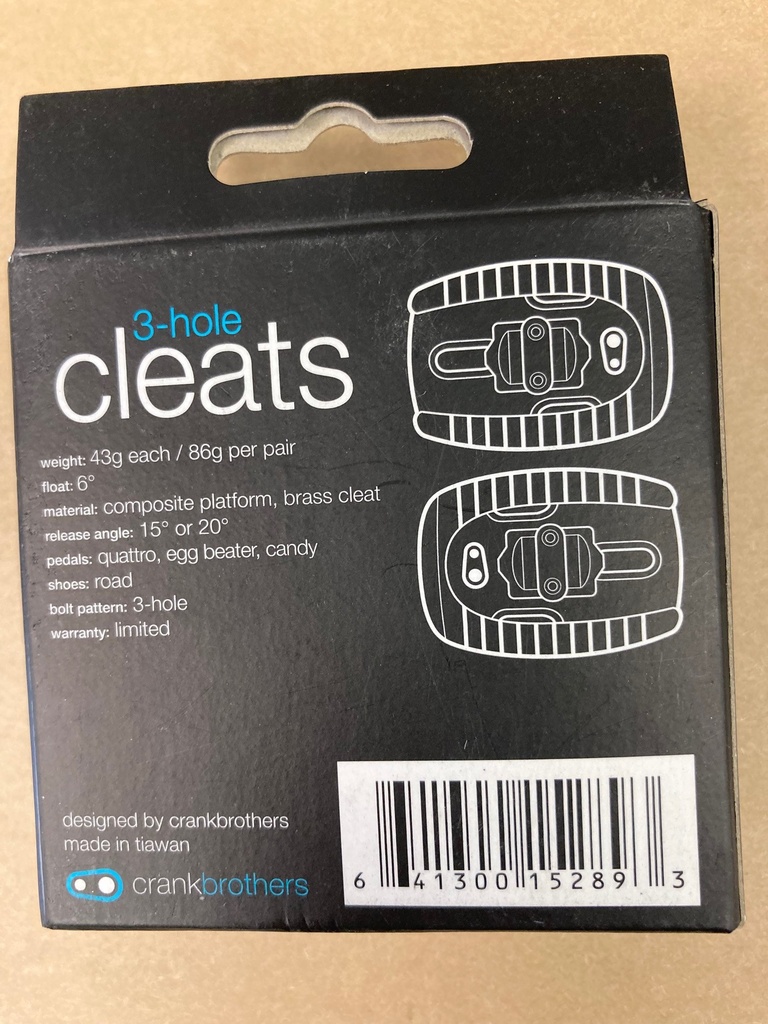 3-hole
cleats
weight: 43g each / 86g per pair
float: 6°
material: composite platform, brass cleat
release angle: 15° or 20°
pedals: quattro, egg beater, candy
shoes: road
bolt pattern: 3-hole
warranty: limited
designed by crankbrothers
made in tiawan
crankbrothers
6 41300 15289 3